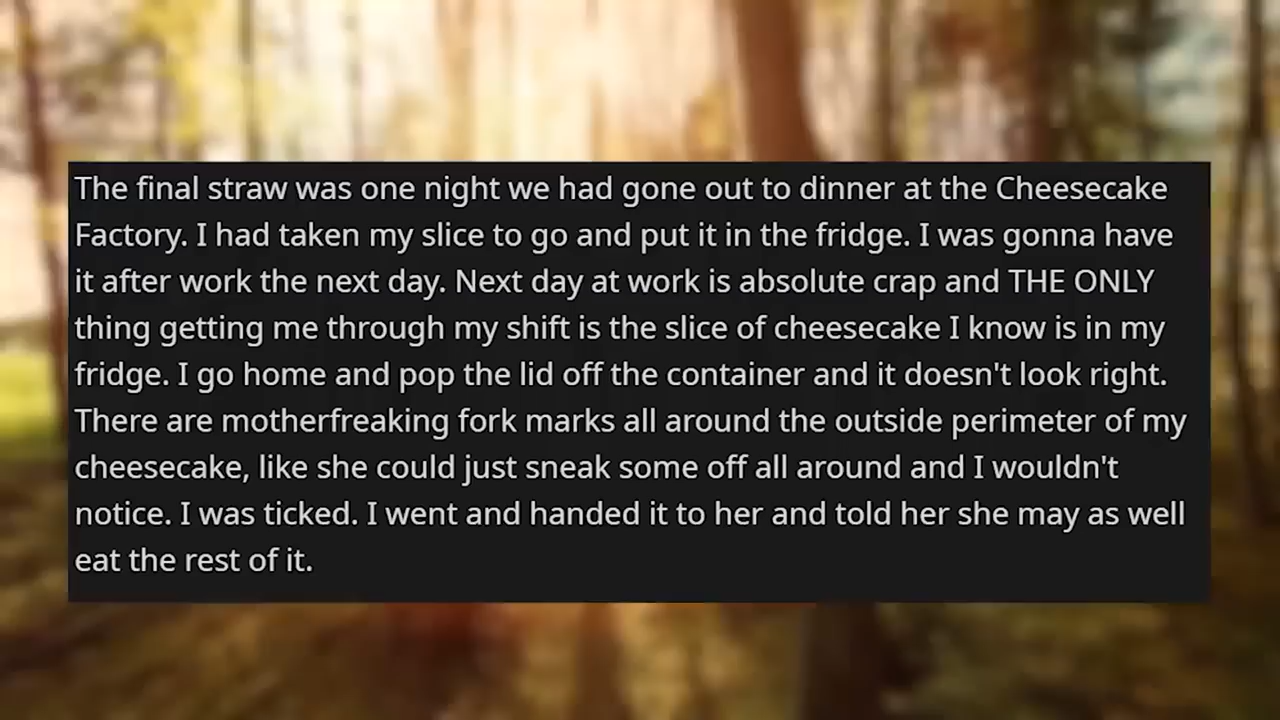 The final straw was one night we had gone out to dinner at the Cheesecake
Factory. I had taken my slice to go and put it in the fridge. I was gonna have
it after work the next day. Next day at work is absolute crap and THE ONLY
thing getting me through my shift is the slice of cheesecake I know is in my
fridge. I go home and pop the lid off the container and it doesn't look right.
There are motherfreaking fork marks all around the outside perimeter of my
cheesecake, like she could just sneak some off all around and I wouldn't
notice. I was ticked. I went and handed it to her and told her she may as well
eat the rest of it.